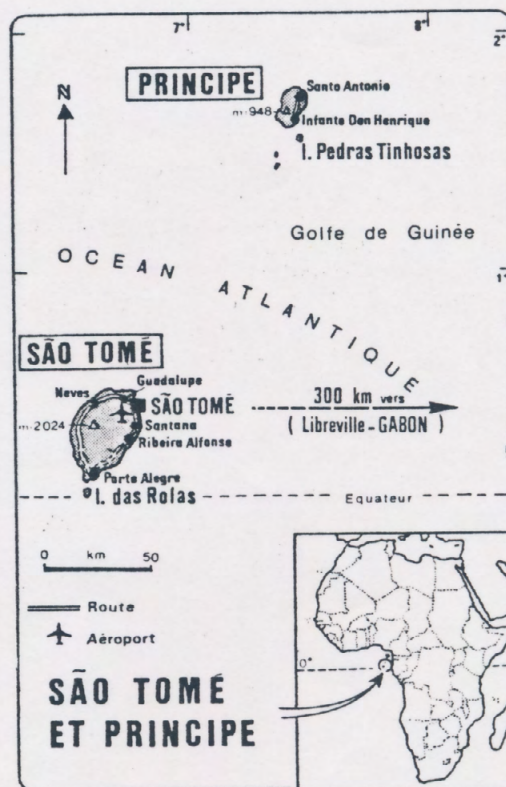 7°
8°
2°
N
PRINCIPE
Santo Antonio
m-948
Infante Don Henrique
I. Pedras Tinhosas
Golfe de Guinée
OCEAN ATLANTIQUE
1°
SÃO TOMÉ
Guadalupe
Neves
SÃO TOMÉ
300 km vers
(Libreville-GABON)
m-2024
Santana
Ribeira Alfonse
Porto Alegre
I. das Rolas
Equateur
0 km 50
Route
Aéroport
0°
SÃO TOMÉ
ET PRINCIPE